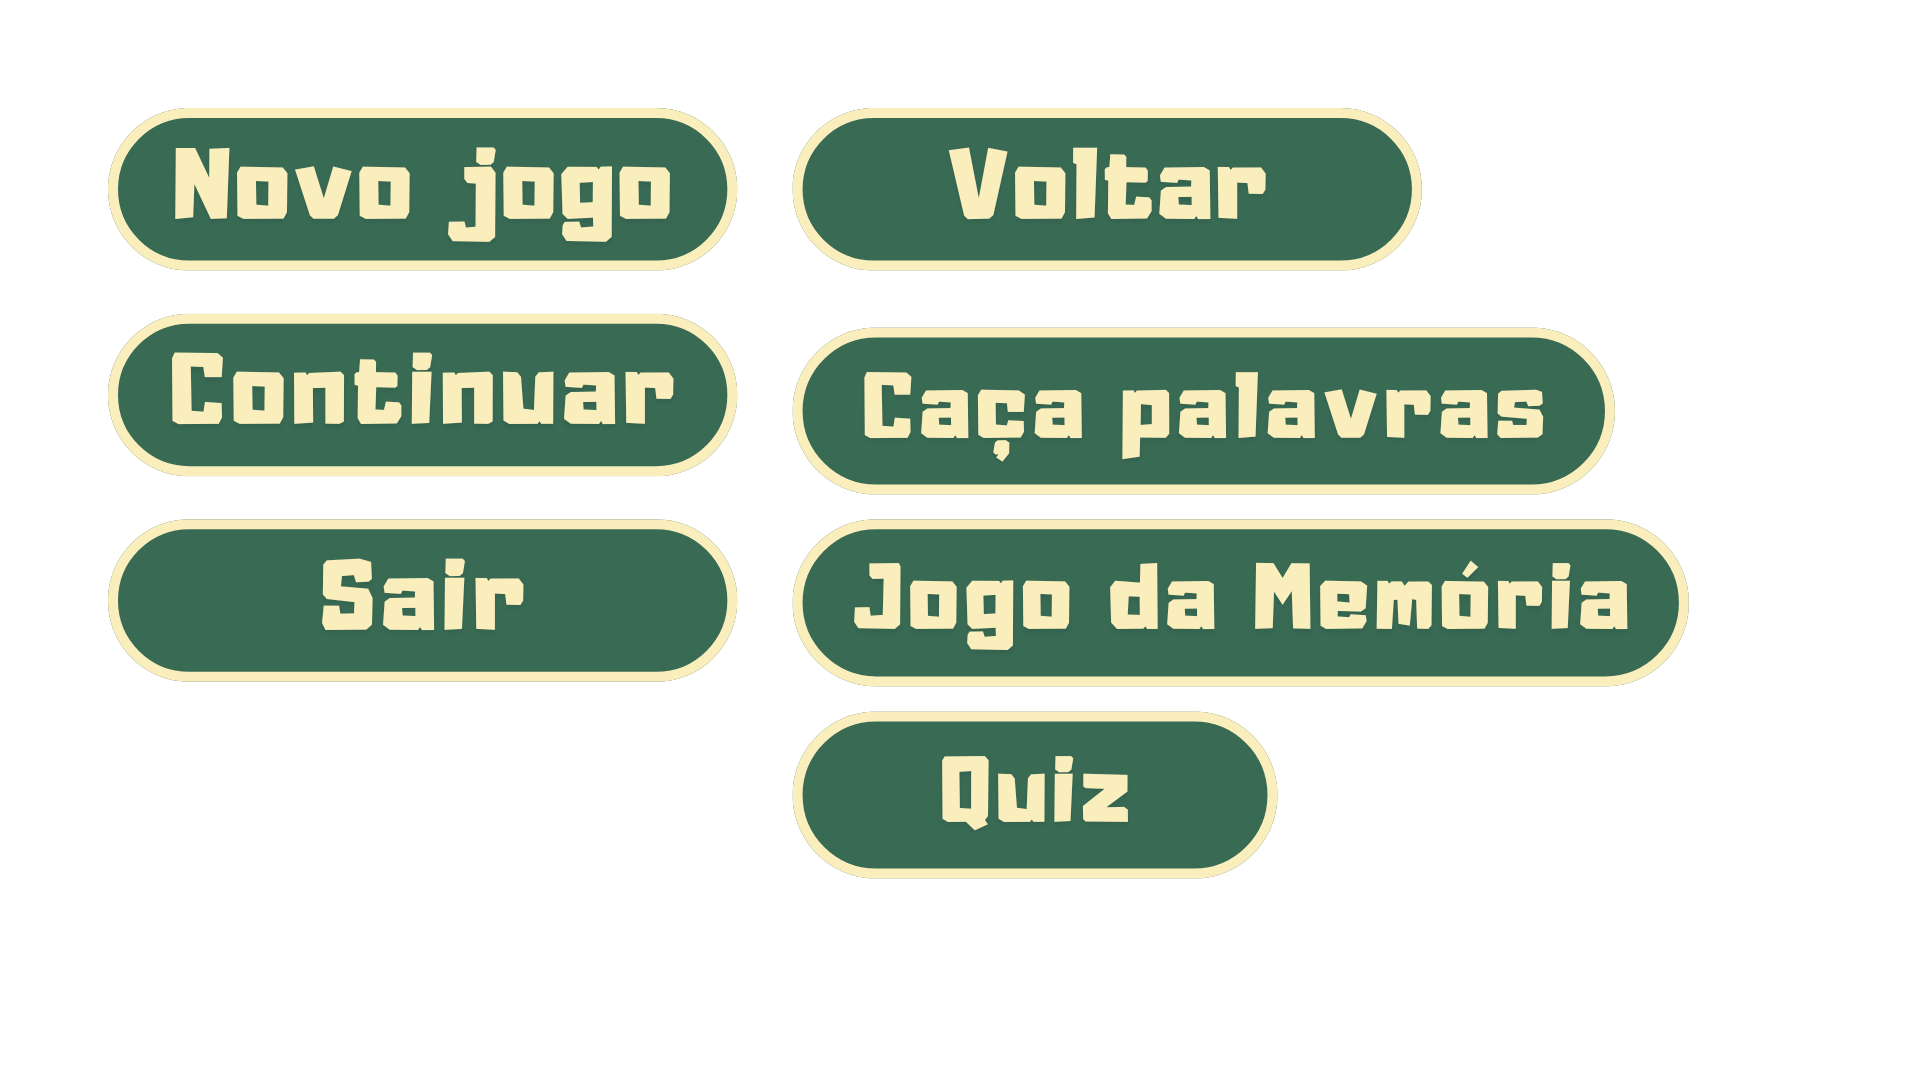 Novo jogo
Voltar
Continuar
Caça palavras
Sair
Jogo da Memória
Quiz